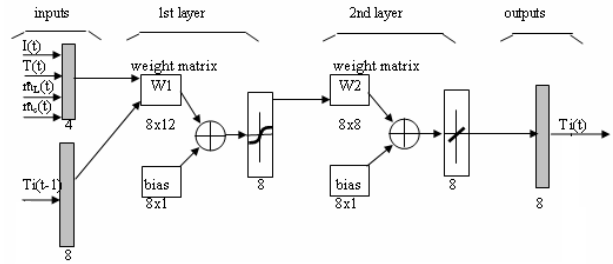 inputs 1st layer 2nd layer outputs
I(t)
T(t)
ṁL(t)
ṁs(t)
4
weight matrix weight matrix
W1 W2
8x12 8x8
bias bias
8x1 8x1
8 8
Ti(t-1)
8
Ti(t)
8